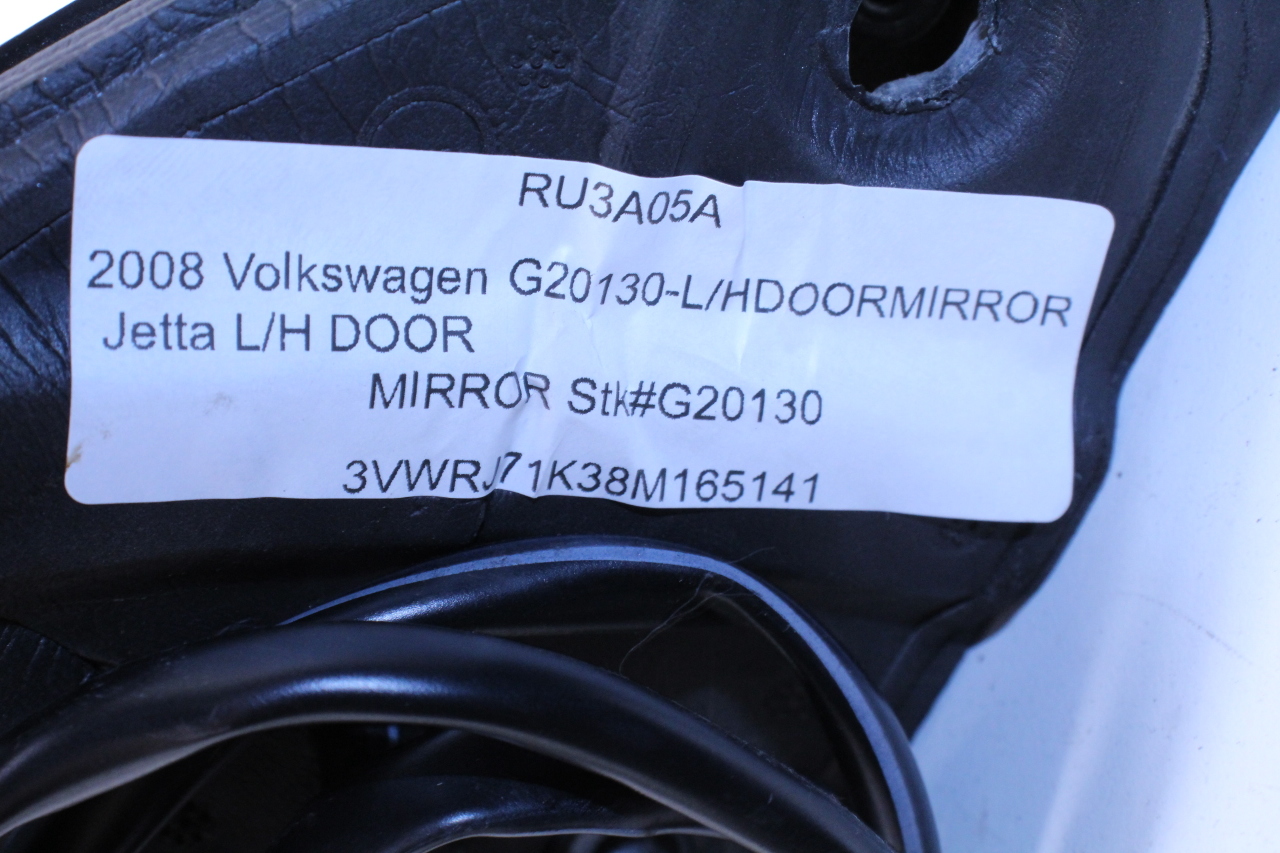 RU3A05A
2008 Volkswagen G20130-L/HDOORMIRROR
Jetta L/H DOOR
MIRROR Stk#G20130
3VWRJ71K38M165141